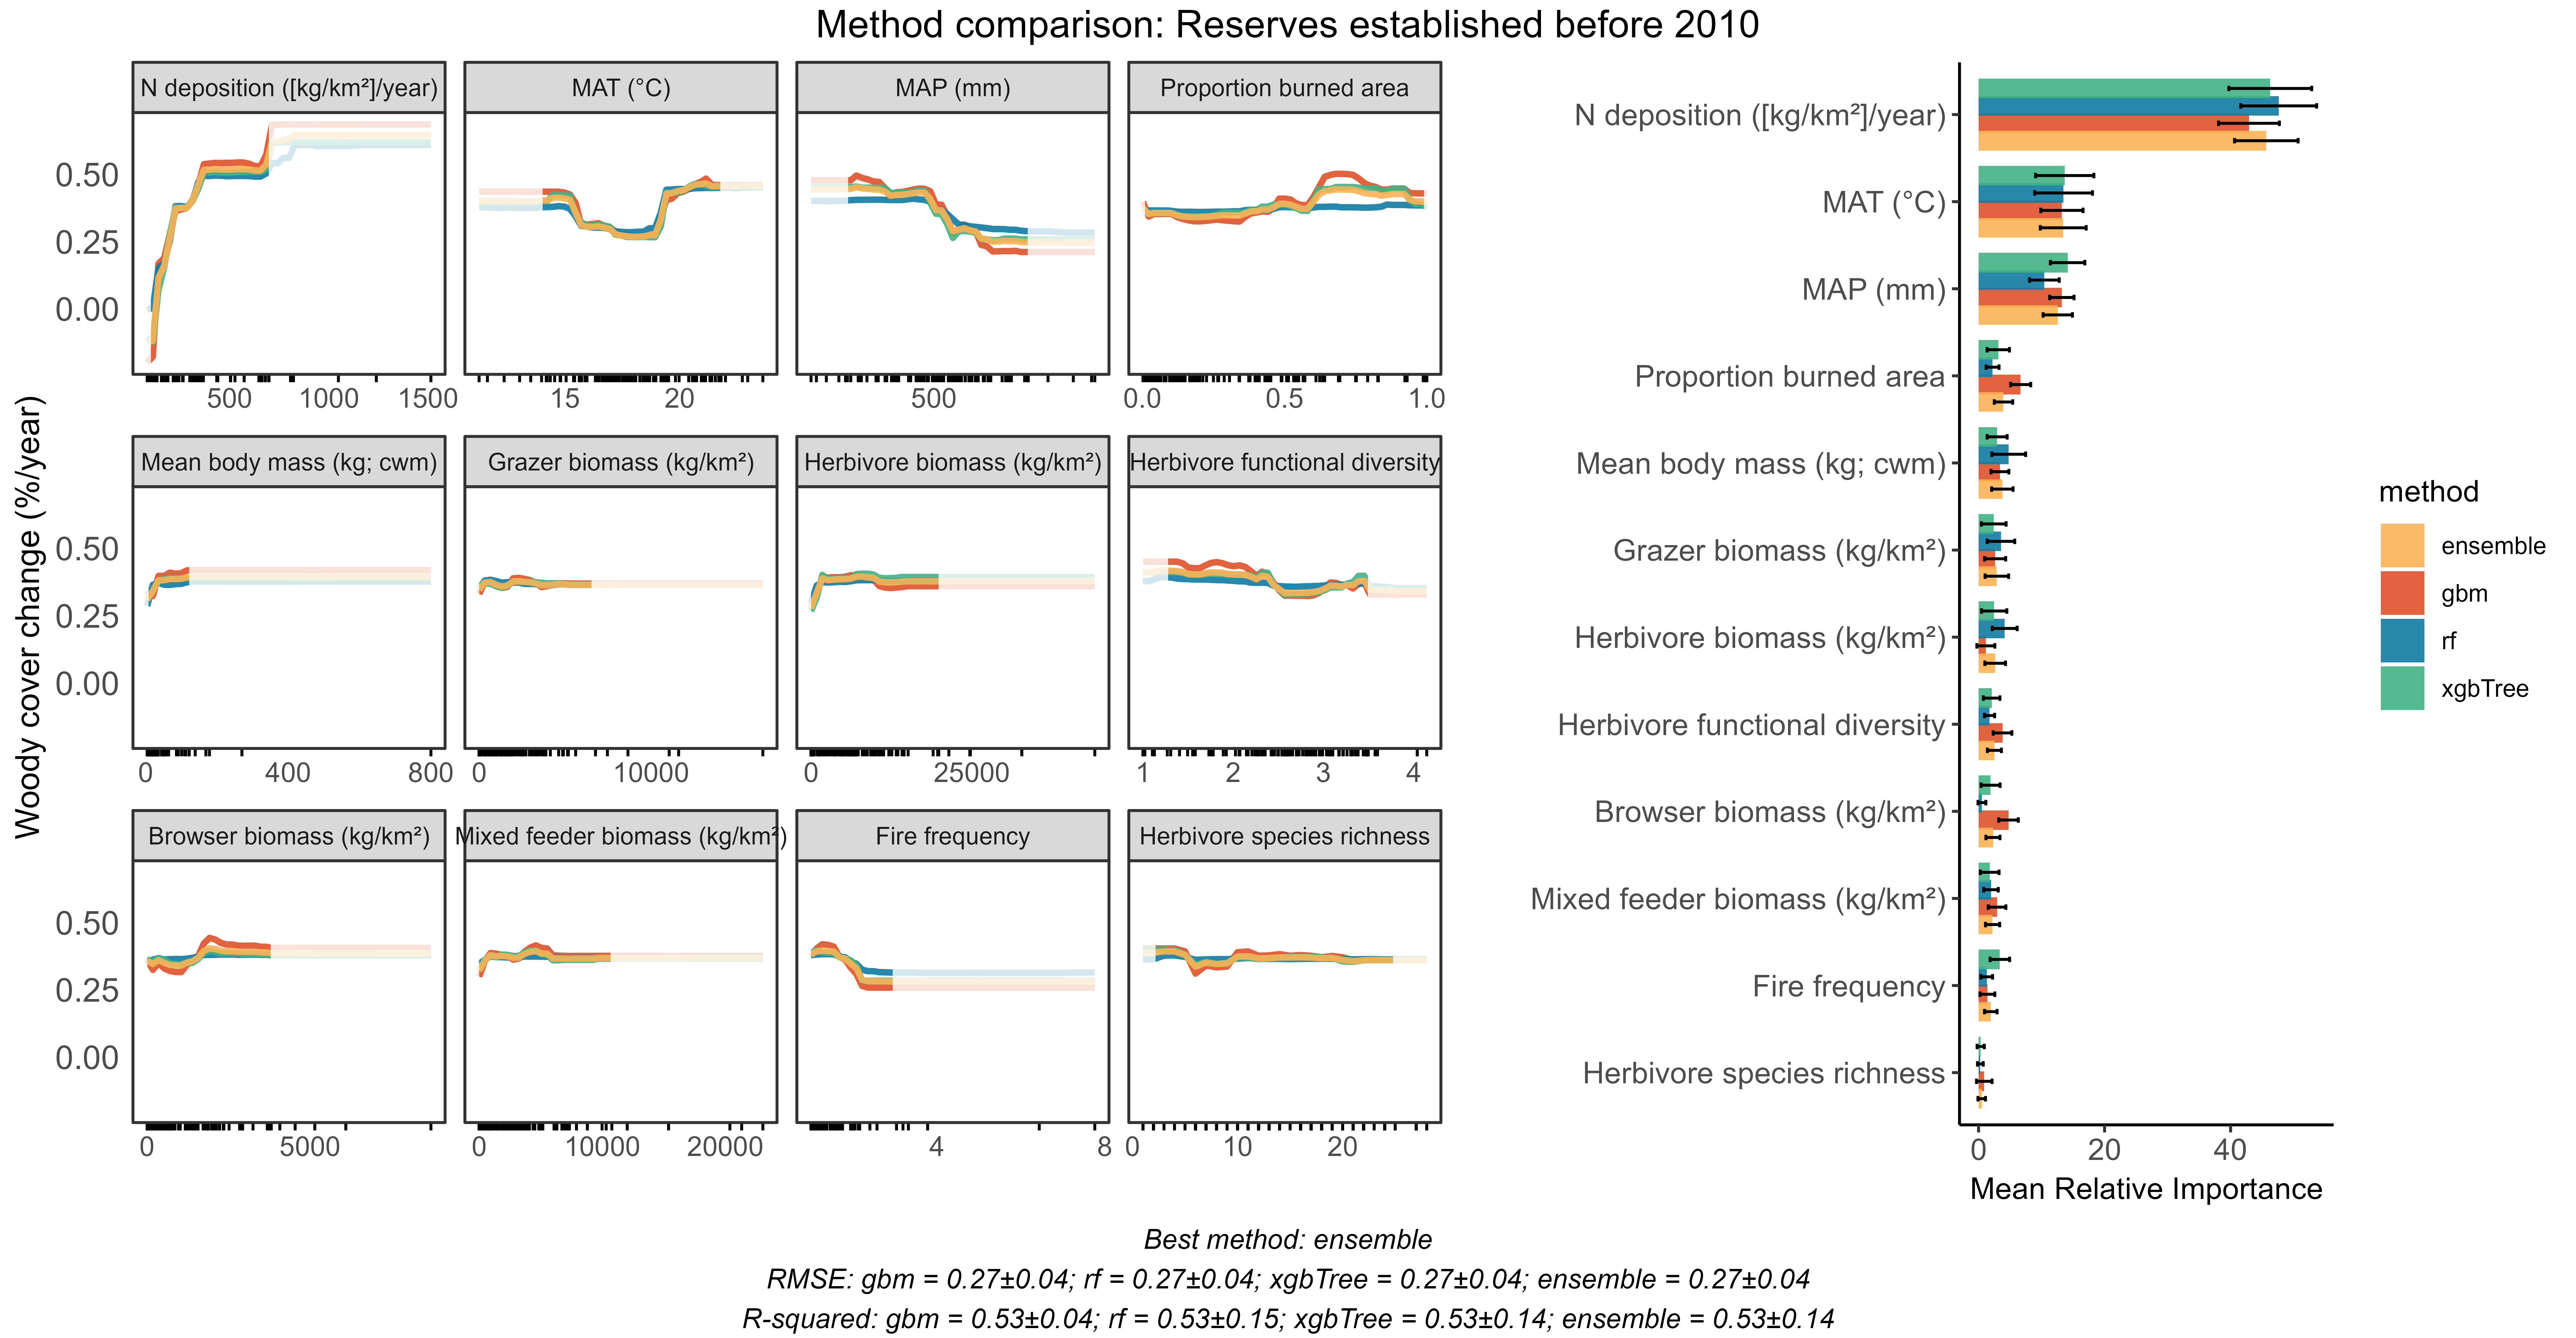 Method comparison: Reserves established before 2010
N deposition ([kg/km²]/year)
MAT (°C)
MAP (mm)
Proportion burned area
0.50
0.25
0.00
500 1000 1500
15 20
500
0.0 0.5 1.0
Woody cover change (%/year)
Mean body mass (kg; cwm)
Grazer biomass (kg/km²)
Herbivore biomass (kg/km²)
Herbivore functional diversity
0.50
0.25
0.00
0 400 800
0 10000
0 25000
1 2 3 4
Browser biomass (kg/km²)
Mixed feeder biomass (kg/km²)
Fire frequency
Herbivore species richness
0.50
0.25
0.00
0 5000
0 10000 20000
4 8
0 10 20
N deposition ([kg/km²]/year)
MAT (°C)
MAP (mm)
Proportion burned area
Mean body mass (kg; cwm)
Grazer biomass (kg/km²)
Herbivore biomass (kg/km²)
Herbivore functional diversity
Browser biomass (kg/km²)
Mixed feeder biomass (kg/km²)
Fire frequency
Herbivore species richness
0 20 40
Mean Relative Importance
method
ensemble
gbm
rf
xgbTree
Best method: ensemble
RMSE: gbm = 0.27±0.04; rf = 0.27±0.04; xgbTree = 0.27±0.04; ensemble = 0.27±0.04
R-squared: gbm = 0.53±0.04; rf = 0.53±0.15; xgbTree = 0.53±0.14; ensemble = 0.53±0.14